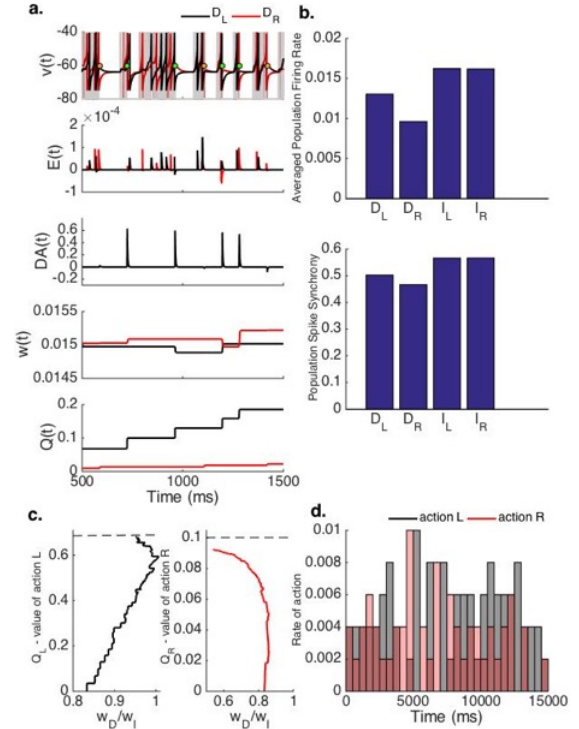 a.
D_L D_R
v(t)
-40
-60
-80
×10^-4
E(t)
2
1
0
-1
DA(t)
0.6
0.4
0.2
0
-0.2
w(t)
0.0155
0.015
0.0145
Q(t)
0.2
0.1
0
500 1000 1500
Time (ms)
b.
Averaged Population Firing Rate
0.02
0.015
0.01
0.005
0
D_L D_R I_L I_R
Population Spike Synchrony
0.6
0.5
0.4
0.3
0.2
0.1
0
D_L D_R I_L I_R
c.
Q_L - value of action L
0.6
0.4
0.2
0
0.8 0.9 1
w_D/w_I
Q_R - value of action R
0.1
0.08
0.06
0.04
0.02
0
0.6 0.8 1
w_D/w_I
d.
action L action R
Rate of action
0.01
0.008
0.006
0.004
0.002
0
0 5000 10000 15000
Time (ms)